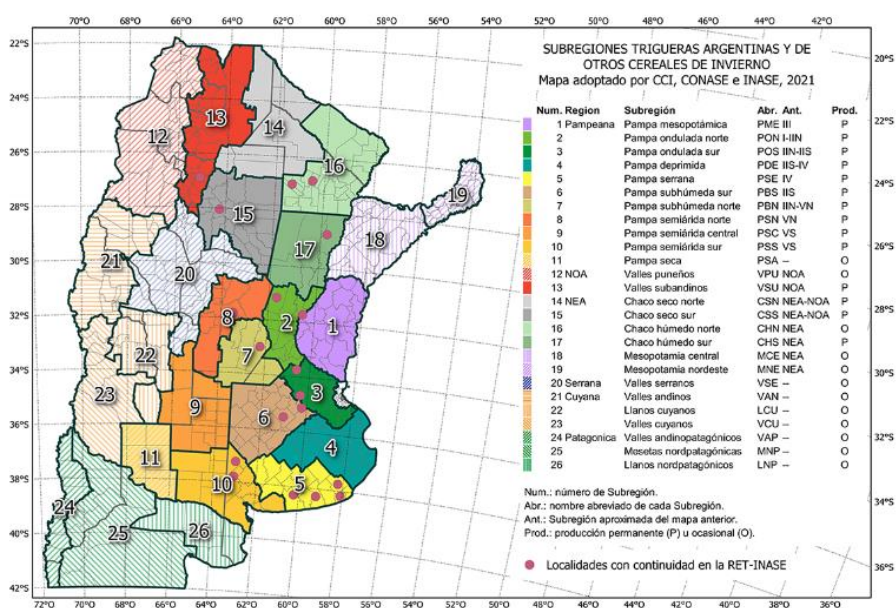 70°O 68°O 66°O 64°O 62°O 60°O 58°O 56°O 54°O 52°O 50°O 48°O 46°O 44°O 42°O
22°S
24°S
26°S
28°S
30°S
32°S
34°S
36°S
38°S
40°S
42°S
20°S
22°S
24°S
26°S
28°S
30°S
32°S
34°S
36°S
12
13
14
16
19
15
18
17
21
20
8
2
1
22
7
23
3
9
6
4
11
10
5
24
25
26
SUBREGIONES TRIGUERAS ARGENTINAS Y DE
OTROS CEREALES DE INVIERNO
Mapa adoptado por CCI, CONASE e INASE, 2021
Num. Region Subregión Abr. Ant. Prod.
1 Pampeana Pampa mesopotámica PME III P
2 Pampa ondulada norte PON I-IIN P
3 Pampa ondulada sur POS IIN-IIS P
4 Pampa deprimida PDE IIS-IV P
5 Pampa serrana PSE IV P
6 Pampa subhúmeda sur PBS IIS P
7 Pampa subhúmeda norte PBN IIN-VN P
8 Pampa semiárida norte PSN VN P
9 Pampa semiárida central PSC VS P
10 Pampa semiárida sur PSS VS P
11 Pampa seca PSA -- O
12 NOA Valles puneños VPU NOA O
13 Valles subandinos VSU NOA P
14 NEA Chaco seco norte CSN NEA-NOA P
15 Chaco seco sur CSS NEA-NOA P
16 Chaco húmedo norte CHN NEA O
17 Chaco húmedo sur CHS NEA P
18 Mesopotamia central MCE NEA O
19 Mesopotamia nordeste MNE NEA O
20 Serrana Valles serranos VSE -- O
21 Cuyana Valles andinos VAN -- O
22 Llanos cuyanos LCU -- O
23 Valles cuyanos VCU -- O
24 Patagonica Valles andinopatagónicos VAP -- O
25 Mesetas nordpatagónicas MNP -- O
26 Llanos nordpatagónicos LNP -- O
Num.: número de Subregión.
Abr.: nombre abreviado de cada Subregión.
Ant.: Subregión aproximada del mapa anterior.
Prod.: producción permanente (P) u ocasional (O).
Localidades con continuidad en la RET-INASE
72°O 70°O 68°O 66°O 64°O 62°O 60°O 58°O 56°O 54°O 52°O 50°O 48°O